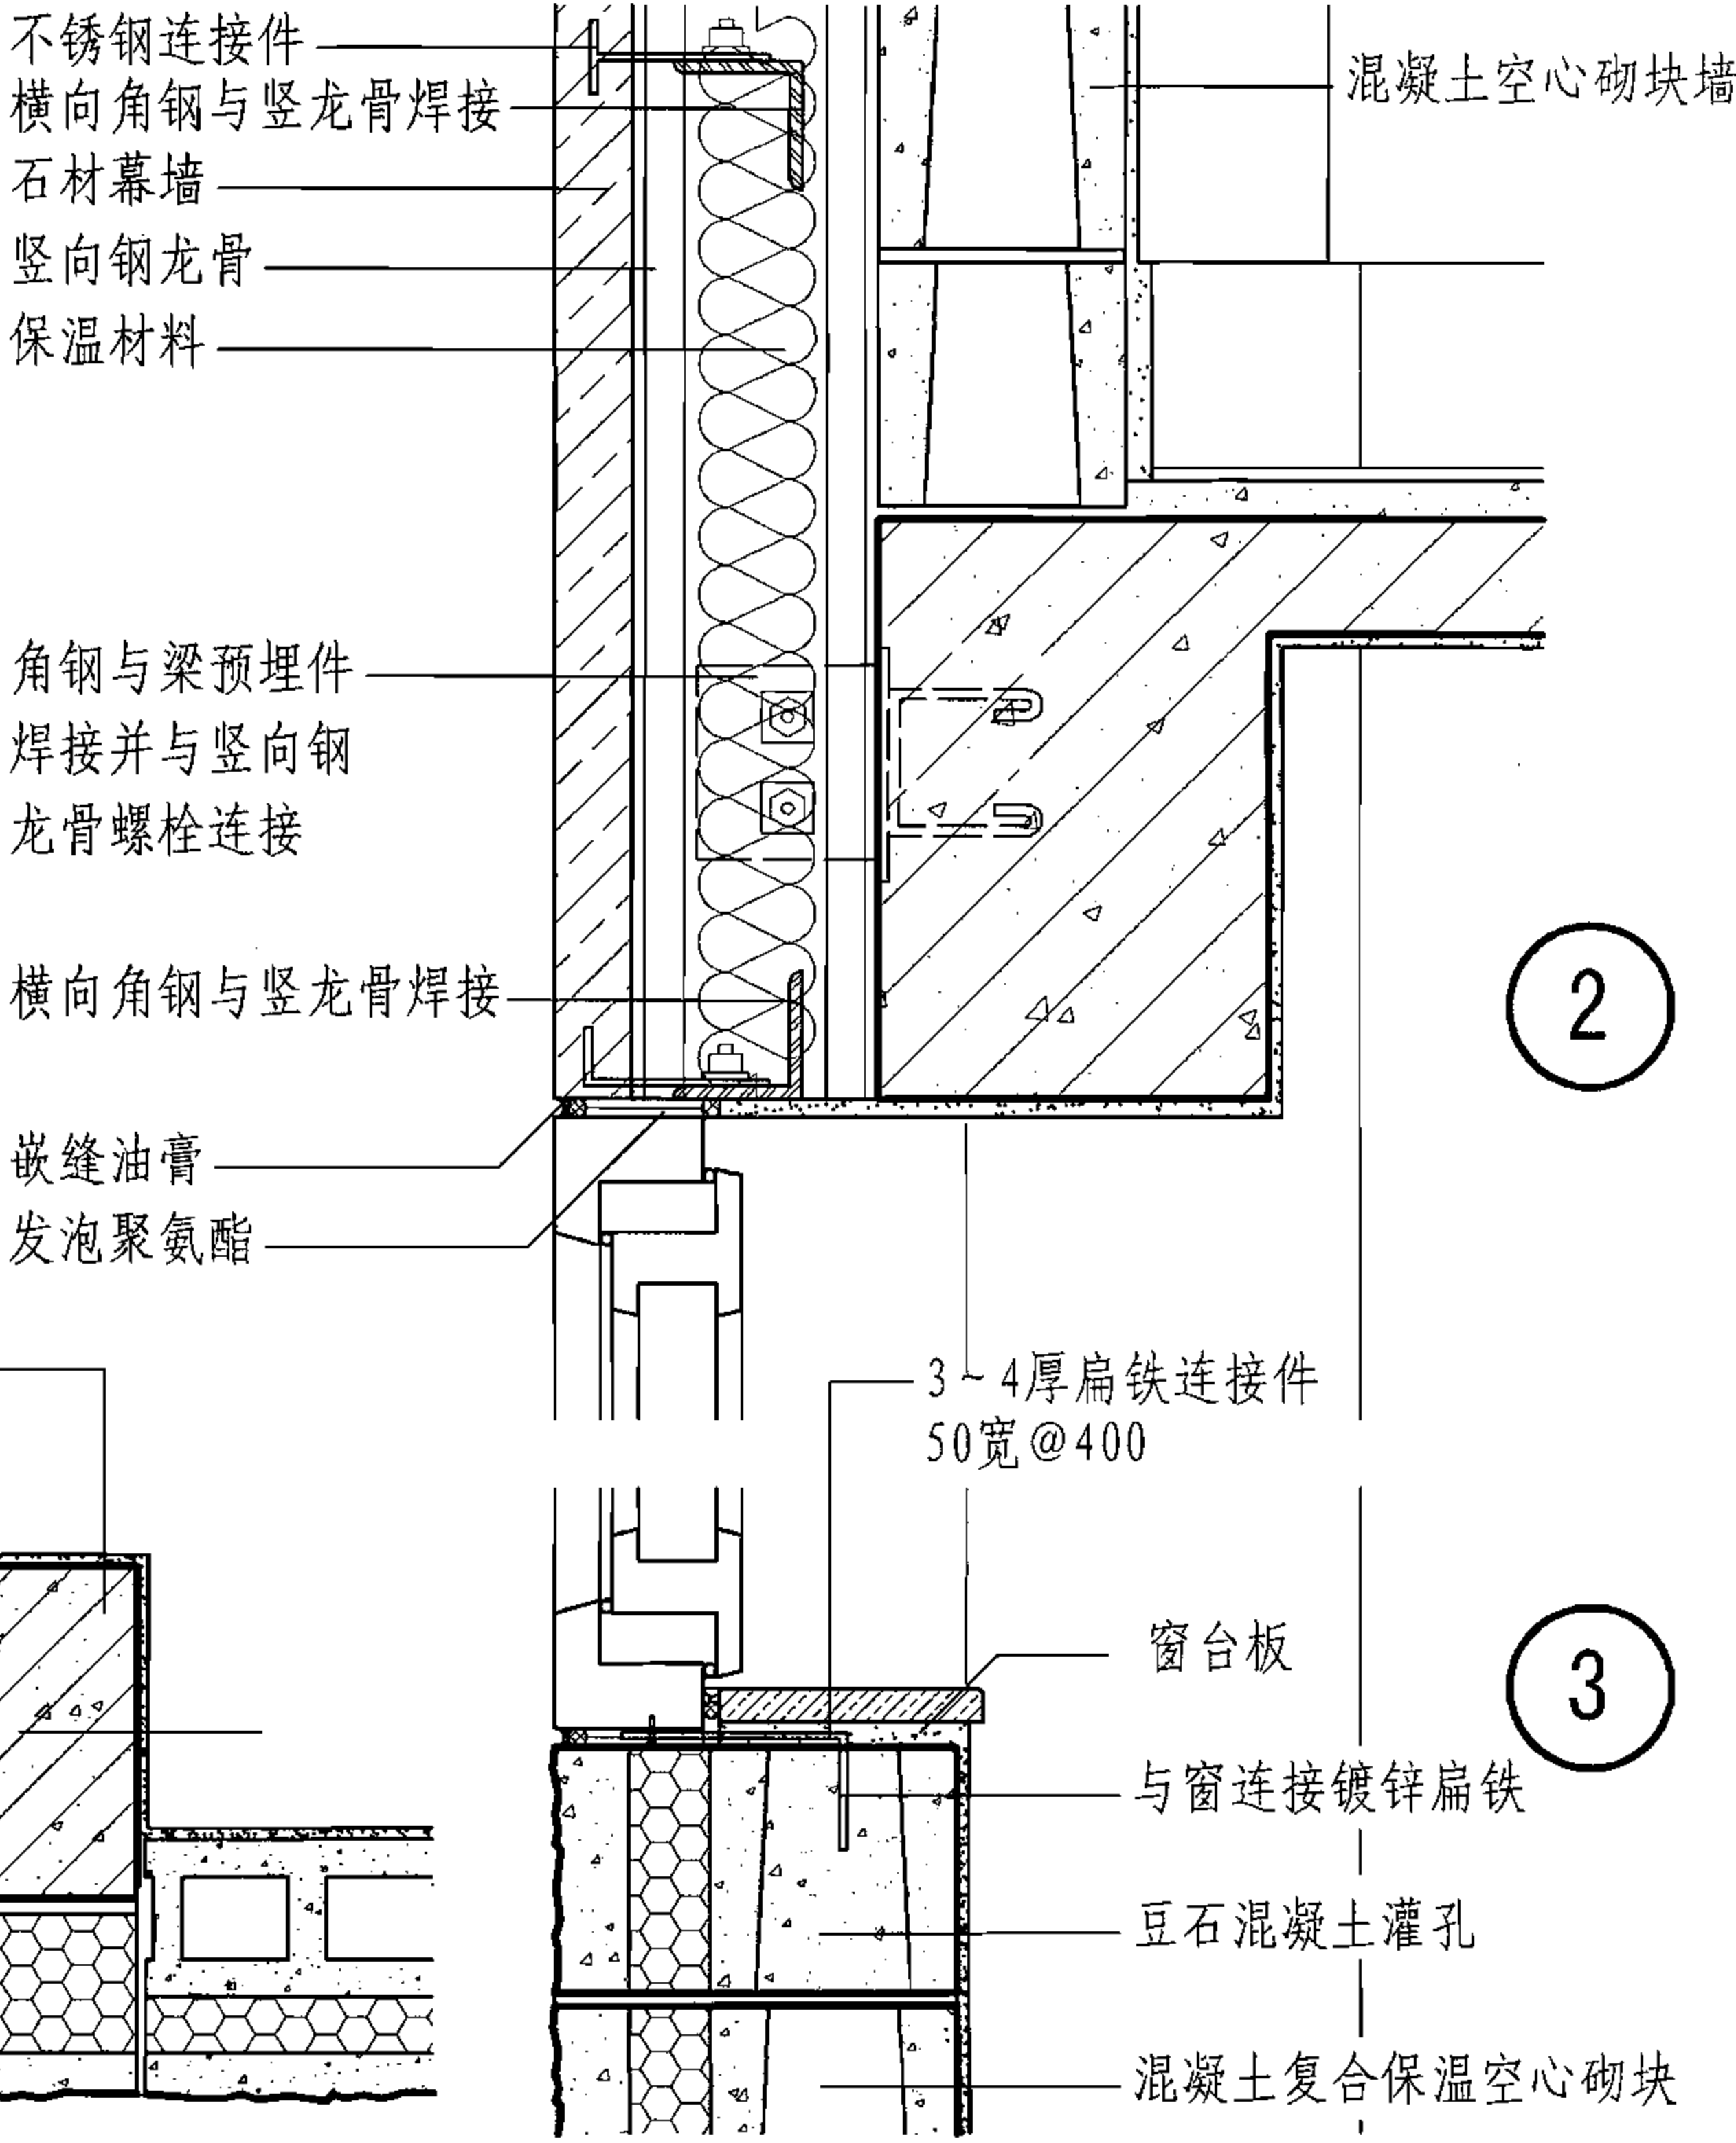 不锈钢连接件
横向角钢与竖龙骨焊接
石材幕墙
竖向钢龙骨
保温材料
混凝土空心砌块墙
角钢与梁预埋件
焊接并与竖向钢
龙骨螺栓连接
横向角钢与竖龙骨焊接
2
嵌缝油膏
发泡聚氨酯
3~4厚扁铁连接件
50宽@400
窗台板
3
与窗连接镀锌扁铁
豆石混凝土灌孔
混凝土复合保温空心砌块